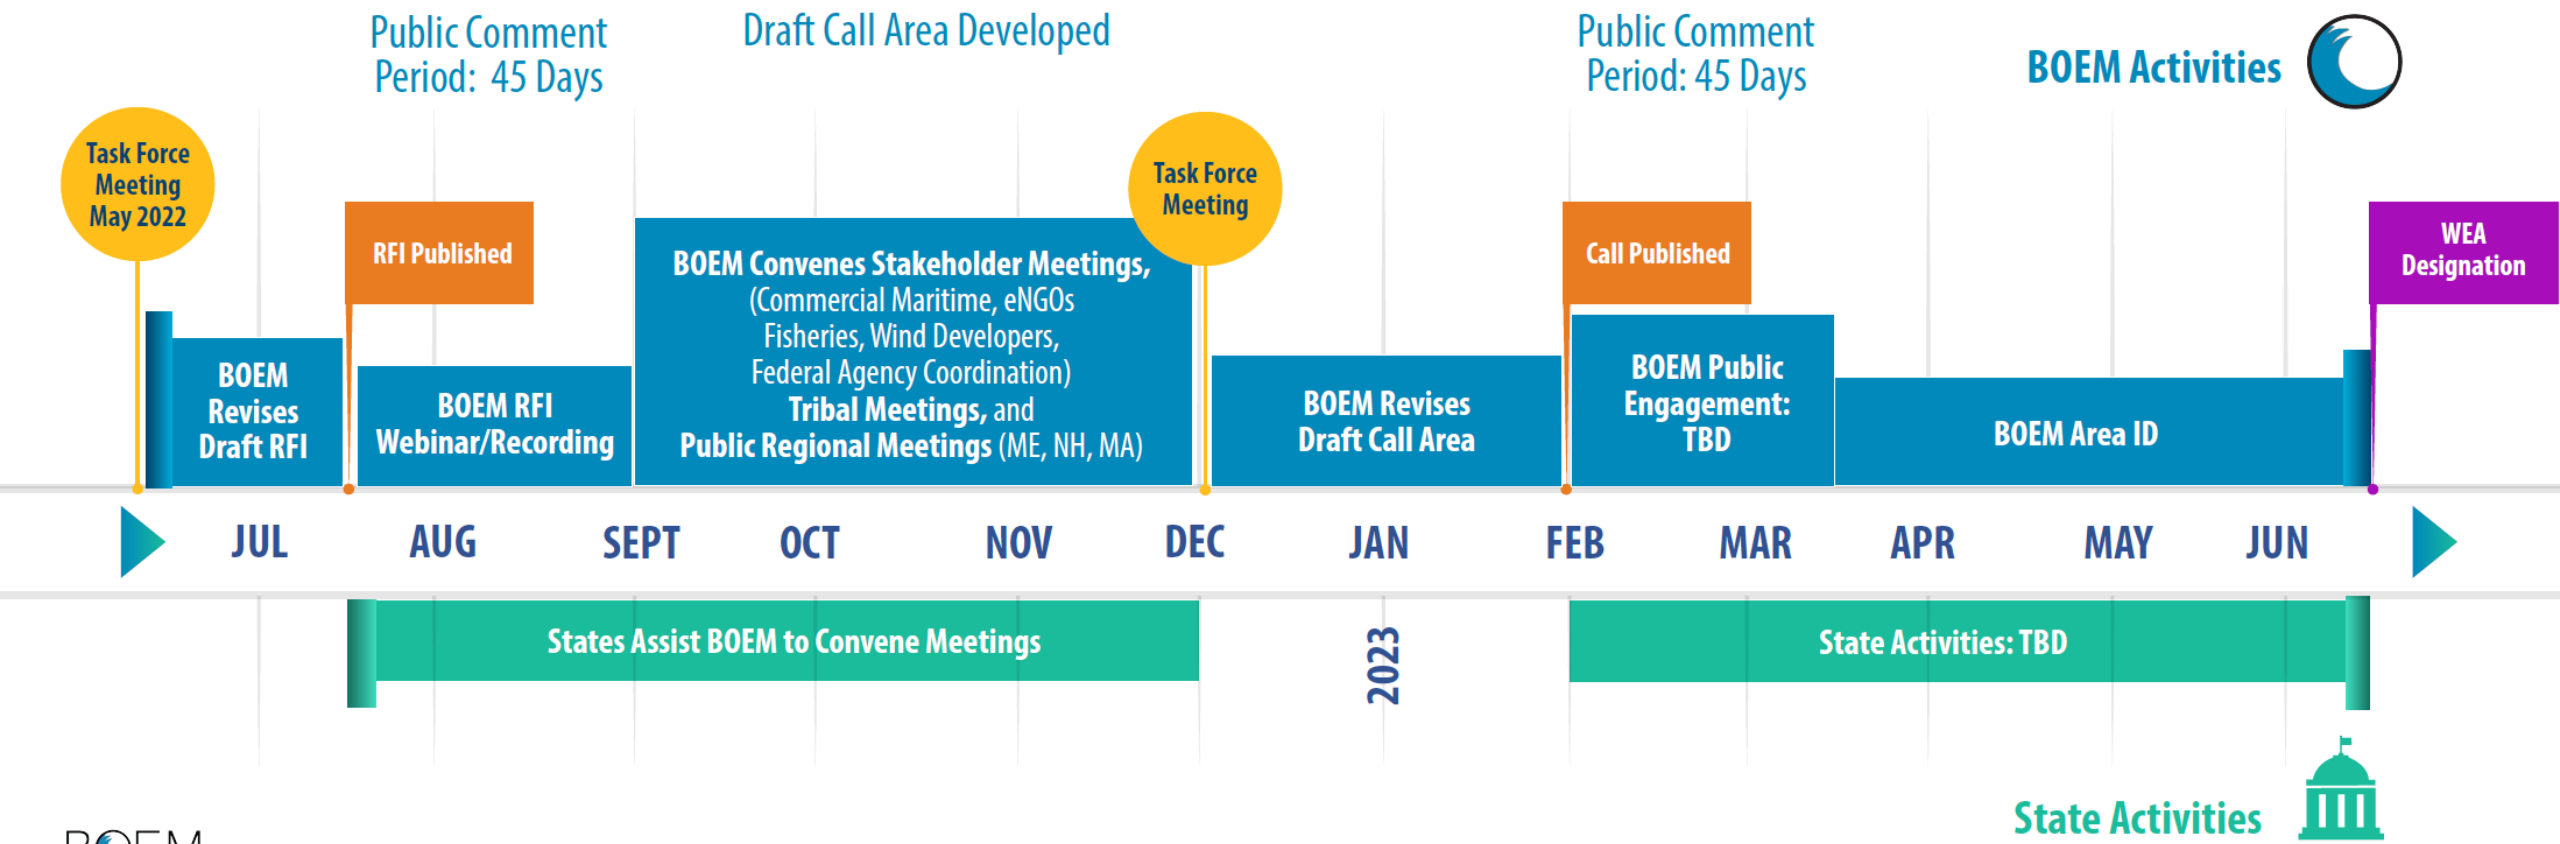 Public Comment
Period: 45 Days
Draft Call Area Developed
Public Comment
Period: 45 Days
BOEM Activities
Task Force
Meeting
May 2022
RFI Published
Task Force
Meeting
Call Published
WEA
Designation
BOEM
Revises
Draft RFI
BOEM RFI
Webinar/Recording
BOEM Convenes Stakeholder Meetings,
(Commercial Maritime, eNGOs
Fisheries, Wind Developers,
Federal Agency Coordination)
Tribal Meetings, and
Public Regional Meetings (ME, NH, MA)
BOEM Revises
Draft Call Area
BOEM Public
Engagement:
TBD
BOEM Area ID
JUL AUG SEPT OCT NOV DEC JAN FEB MAR APR MAY JUN
States Assist BOEM to Convene Meetings
2023
State Activities: TBD
State Activities
BOEM